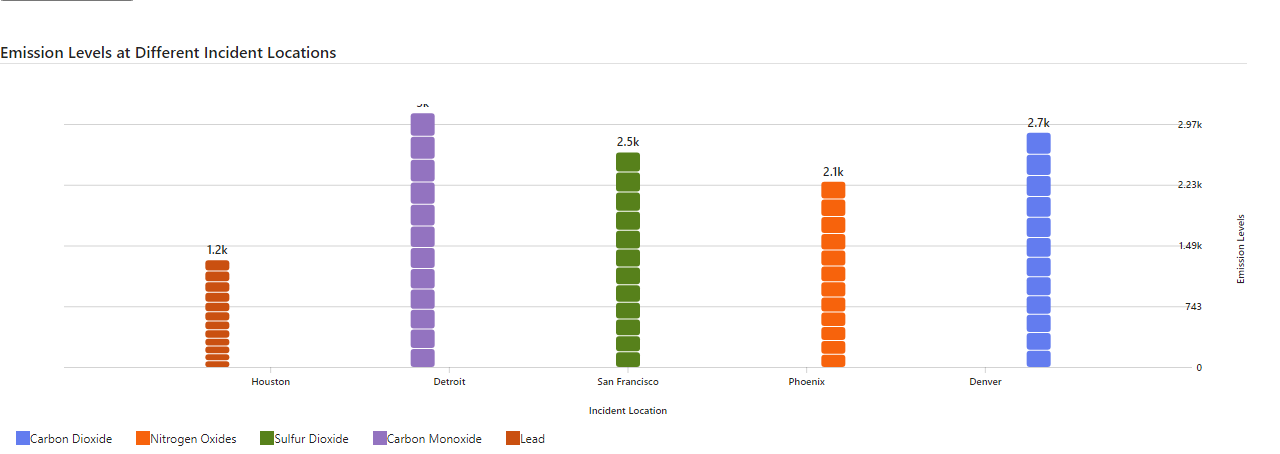 Emission Levels at Different Incident Locations
2.97k
2.7k
2.5k
2.23k
2.1k
1.49k
1.2k
743
0
Emission Levels
Houston Detroit San Francisco Phoenix Denver
Incident Location
Carbon Dioxide Nitrogen Oxides Sulfur Dioxide Carbon Monoxide Lead